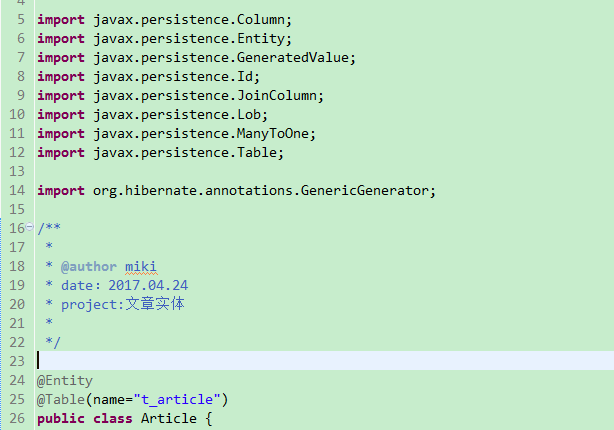 5 import javax.persistence.Column;
6 import javax.persistence.Entity;
7 import javax.persistence.GeneratedValue;
8 import javax.persistence.Id;
9 import javax.persistence.JoinColumn;
10 import javax.persistence.Lob;
11 import javax.persistence.ManyToOne;
12 import javax.persistence.Table;
13
14 import org.hibernate.annotations.GenericGenerator;
15
16 /**
17 *
18 * @author miki
19 * date：2017.04.24
20 * project:文章实体
21 *
22 */
23
24 @Entity
25 @Table(name="t_article")
26 public class Article {